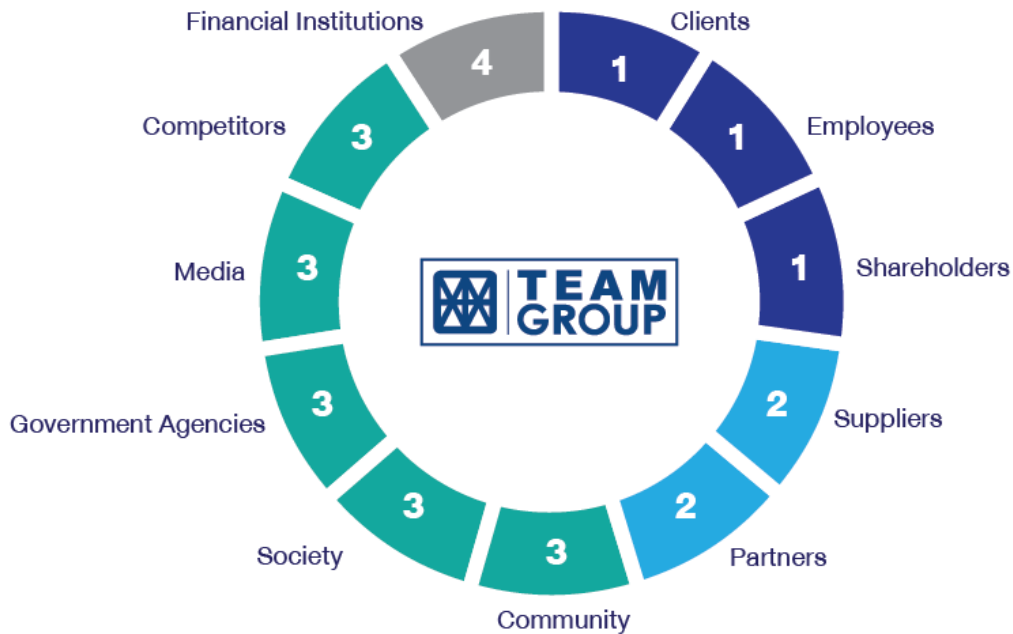 Financial Institutions
4
Clients
1
Employees
1
Shareholders
1
Suppliers
2
Partners
2
Community
3
Society
3
Government Agencies
3
Media
3
Competitors
3
TEAM
GROUP